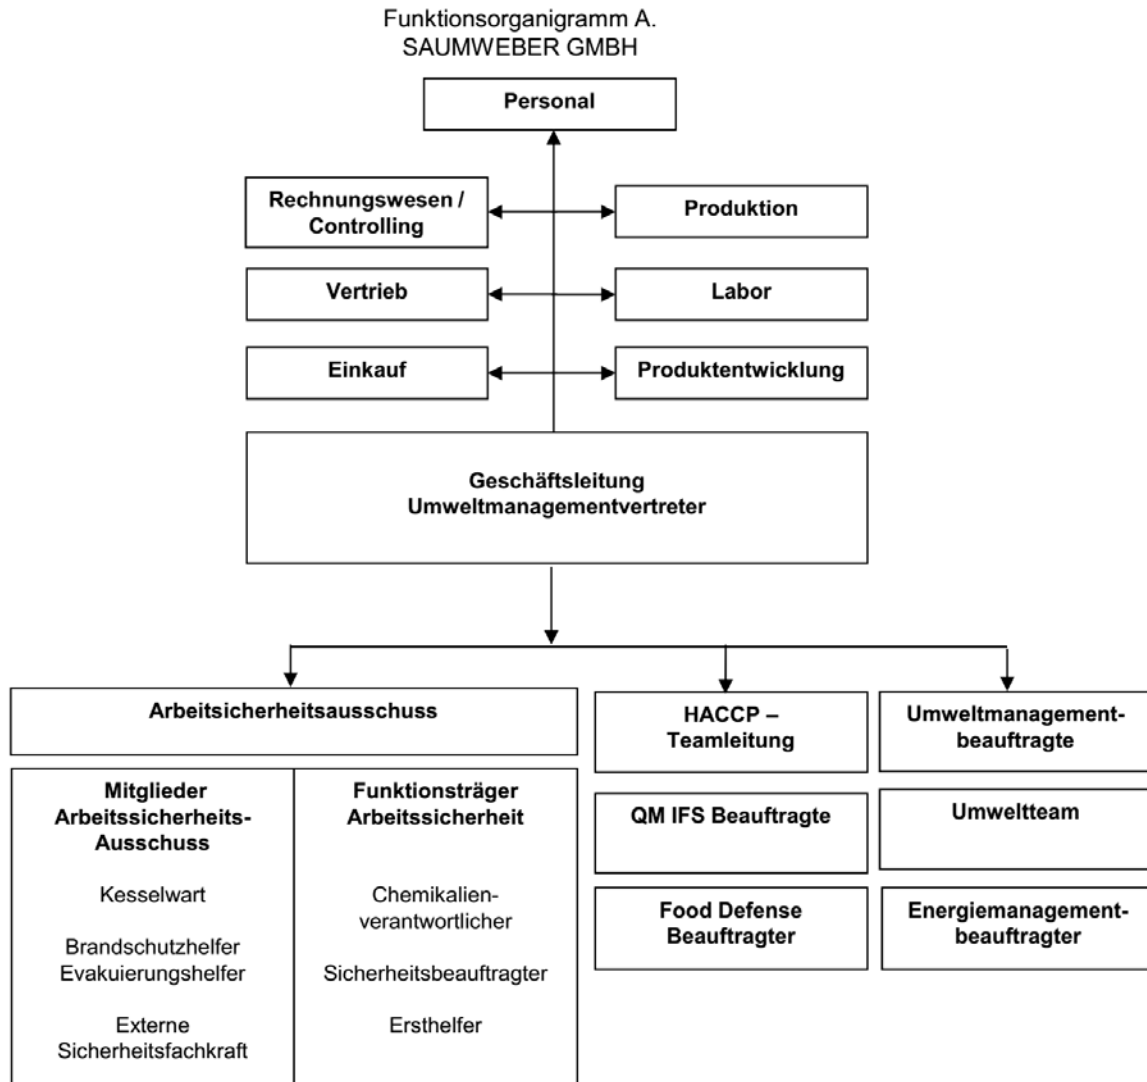 Funktionsorganigramm A.
SAUMWEBER GMBH
Personal
Rechnungswesen /
Controlling
Produktion
Vertrieb
Labor
Einkauf
Produktentwicklung
Geschäftsleitung
Umweltmanagementvertreter
Arbeitsicherheitsausschuss
HACCP –
Teamleitung
Umweltmanagement-
beauftragte
Mitglieder
Arbeitssicherheits-
Ausschuss
Kesselwart
Brandschutzhelfer
Evakuierungshelfer
Externe
Sicherheitsfachkraft
Funktionsträger
Arbeitssicherheit
Chemikalien-
verantwortlicher
Sicherheitsbeauftragter
Ersthelfer
QM IFS Beauftragte
Umweltteam
Food Defense
Beauftragter
Energiemanagement-
beauftragter